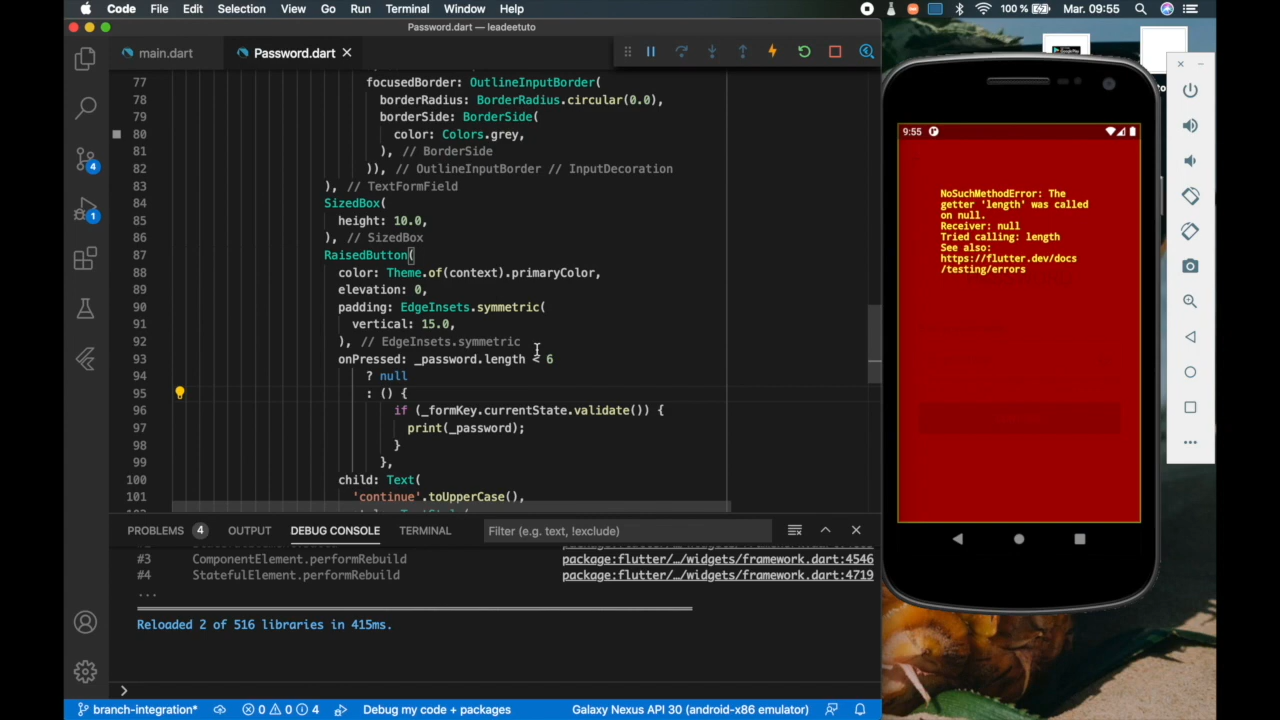 Code File Edit Selection View Go Run Terminal Window Help 100 % Mar. 09:55
Password.dart — leadeetuto
main.dart Password.dart
77 focusedBorder: OutlineInputBorder(
78 borderRadius: BorderRadius.circular(0.0),
79 borderSide: BorderSide(
80 color: Colors.grey,
81 ), // BorderSide
82 )), // OutlineInputBorder // InputDecoration
83 ), // TextFormField
84 SizedBox(
85 height: 10.0,
86 ), // SizedBox
87 RaisedButton(
88 color: Theme.of(context).primaryColor,
89 elevation: 0,
90 padding: EdgeInsets.symmetric(
91 vertical: 15.0,
92 ), // EdgeInsets.symmetric
93 onPressed: _password.length < 6
94 ? null
95 : () {
96 if (_formKey.currentState.validate()) {
97 print(_password);
98 }
99 },
100 child: Text(
101 'continue'.toUpperCase(),
PROBLEMS 4 OUTPUT DEBUG CONSOLE TERMINAL Filter (e.g. text, !exclude)
#3 ComponentElement.performRebuild package:flutter/…/widgets/framework.dart:4546
#4 StatefulElement.performRebuild package:flutter/…/widgets/framework.dart:4719
...
Reloaded 2 of 516 libraries in 415ms.
branch-integration* 0 0 4 Debug my code + packages Galaxy Nexus API 30 (android-x86 emulator)
4
1
9:55
NoSuchMethodError: The
getter 'length' was called
on null.
Receiver: null
Tried calling: length
See also:
https://flutter.dev/docs
/testing/errors